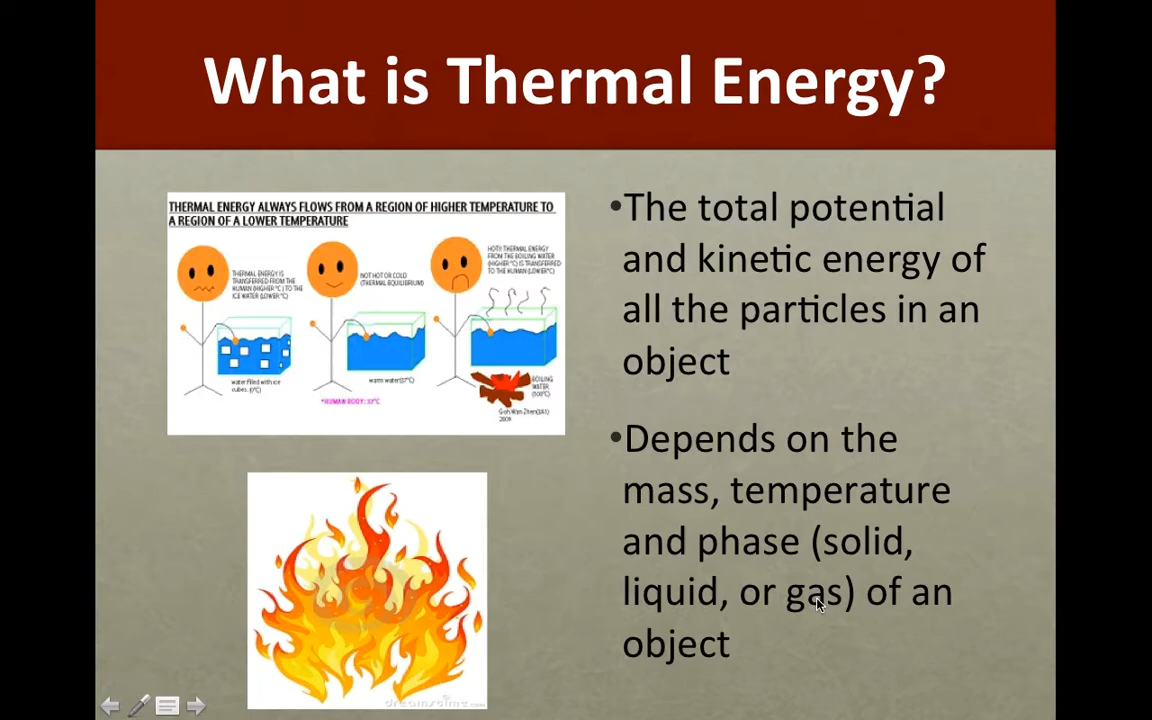 What is Thermal Energy?
THERMAL ENERGY ALWAYS FLOWS FROM A REGION OF HIGHER TEMPERATURE TO
A REGION OF A LOWER TEMPERATURE
THERMAL ENERGY IS
TRANSFERRED FROM THE
HUMAN (HIGHER °C) TO THE
ICE WATER (LOWER °C)
NOT HOT OR COLD
(THERMAL EQUILIBRIUM)
HOT!! THERMAL ENERGY
FROM THE BOILING WATER
(HIGHER °C) IS TRANSFERRED
TO THE HUMAN (LOWER °C)
water filled with ice
cubes. (0°C)
warm water(37°C)
BOILING
WATER
(100°C)
*HUMAN BODY: 37°C
2009
•The total potential
and kinetic energy of
all the particles in an
object
•Depends on the
mass, temperature
and phase (solid,
liquid, or gas) of an
object
dreamstime.com